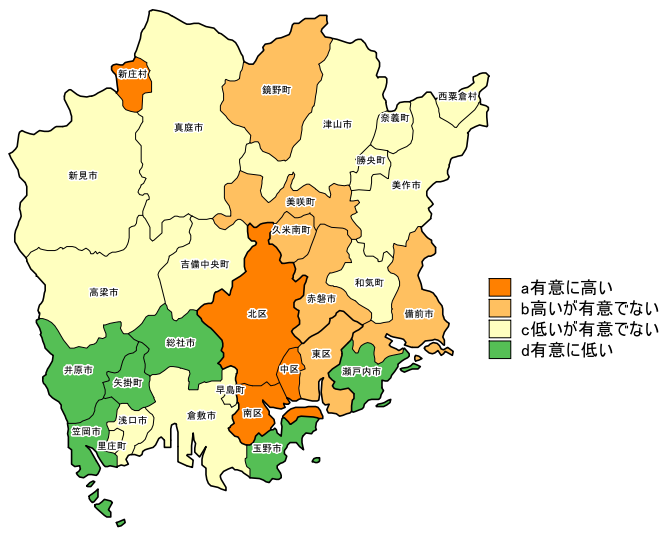 新庄村
鏡野町
西粟倉村
奈義町
津山市
真庭市
勝央町
新見市
美作市
美咲町
久米南町
吉備中央町
和気町
高梁市
赤磐市
北区
備前市
総社市
東区
井原市
中区
瀬戸内市
矢掛町
早島町
南区
倉敷市
浅口市
笠岡市
里庄町
玉野市
a有意に高い
b高いが有意でない
c低いが有意でない
d有意に低い